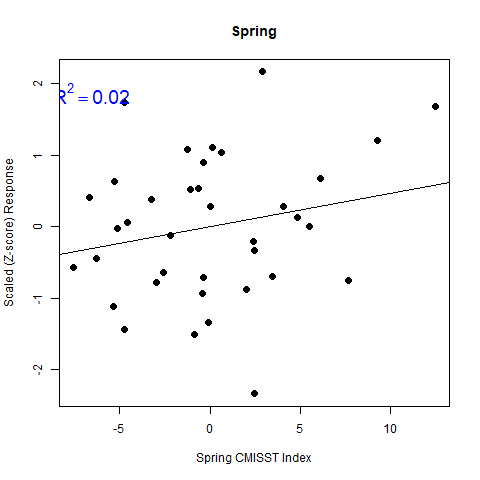 Spring
R² = 0.02
Scaled (Z-score) Response
2
1
0
-1
-2
-5 0 5 10
Spring CMISST Index